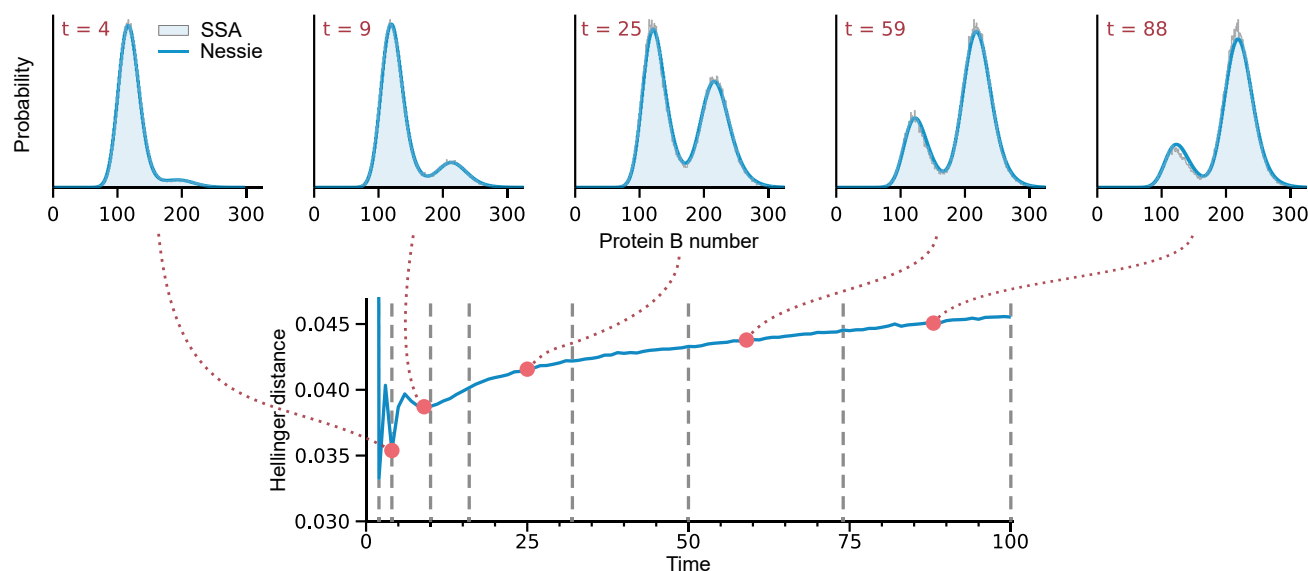 t = 4
SSA
Nessie
t = 9
t = 25
t = 59
t = 88
Probability
0 100 200 300
0 100 200 300
0 100 200 300
0 100 200 300
0 100 200 300
Protein B number
Hellinger distance
0.045
0.040
0.035
0.030
0 25 50 75 100
Time